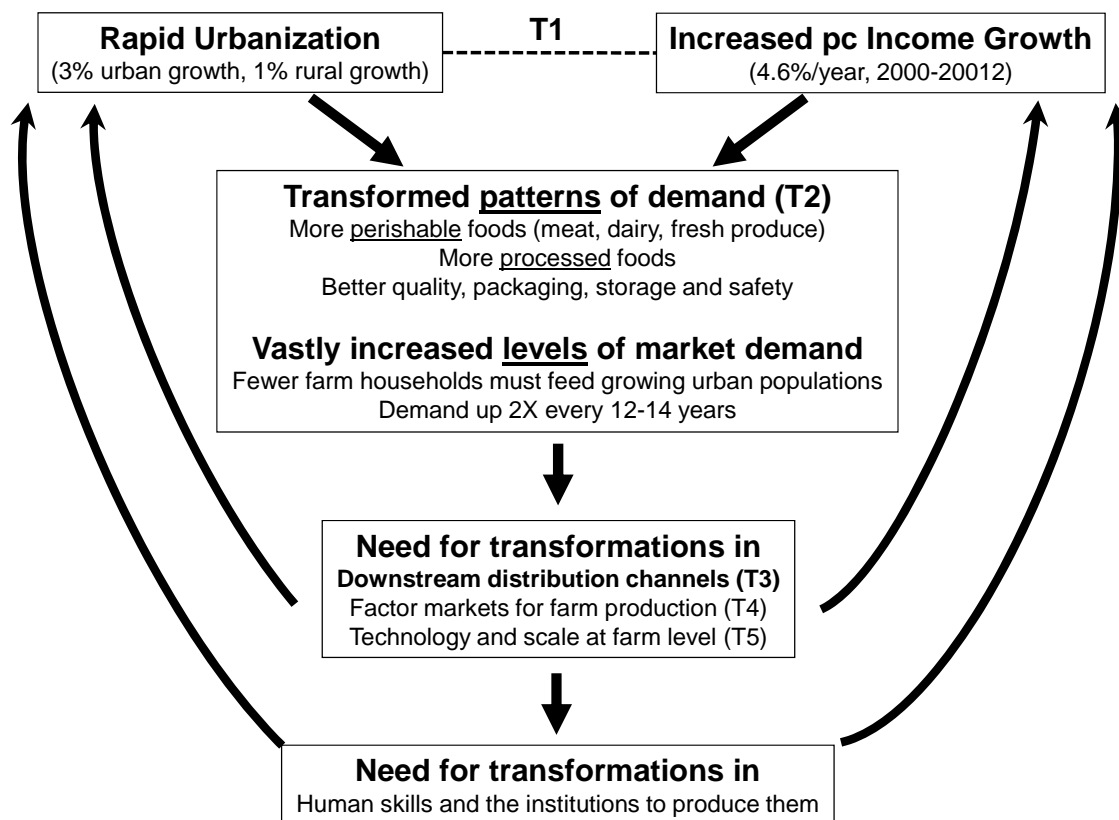 T1
Rapid Urbanization
(3% urban growth, 1% rural growth)
Increased pc Income Growth
(4.6%/year, 2000-20012)
Transformed patterns of demand (T2)
More perishable foods (meat, dairy, fresh produce)
More processed foods
Better quality, packaging, storage and safety
Vastly increased levels of market demand
Fewer farm households must feed growing urban populations
Demand up 2X every 12-14 years
Need for transformations in
Downstream distribution channels (T3)
Factor markets for farm production (T4)
Technology and scale at farm level (T5)
Need for transformations in
Human skills and the institutions to produce them